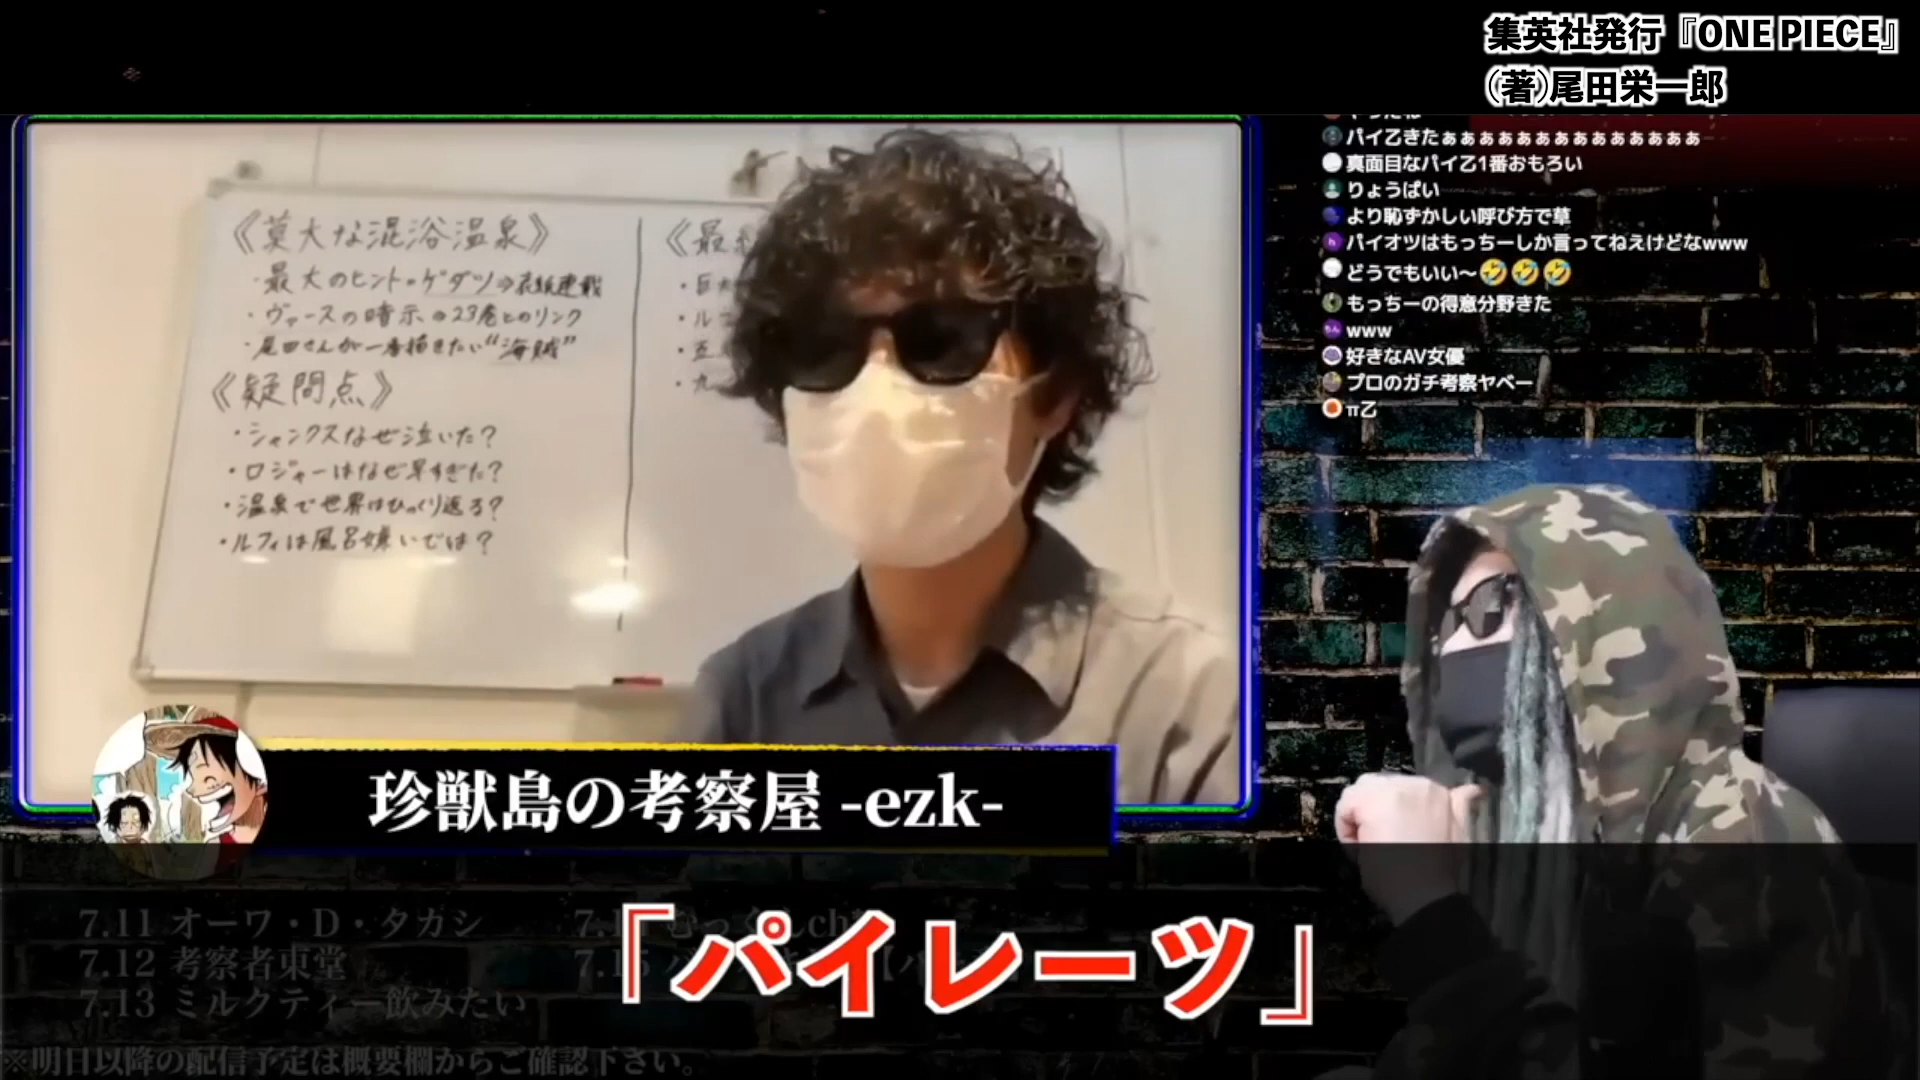 集英社発行『ONE PIECE』
(著)尾田栄一郎
パイ乙きたぁぁぁぁぁぁぁぁぁぁぁぁぁぁ
真面目なパイ乙1番おもろい
りょうぱい
より恥ずかしい呼び方で草
パイオツはもっちーしか言ってねえけどなwww
どうでもいい〜🤣🤣🤣
もっちーの得意分野きた
www
好きなAV女優
プロのガチ考察ヤベー
π乙
《莫大な混浴温泉》
・最大のヒント・ゲダツ⇒表紙連載
・ヴァースの暗示の23巻とのリンク
・尾田さんが一番描きたい"海賊"
《疑問点》
・シャンクスなぜ泣いた?
・ロジャーはなぜ早すぎた?
・温泉で世界はひっくり返る?
・ルフィは風呂嫌いでは?
《最
・巨
・ル
・五
・九
珍獣島の考察屋 -ezk-
「パイレーツ」
7.11 オーワ・D・タカシ
7.12 考察者東堂
7.13 ミルクティー飲みたい
※明日以降の配信予定は概要欄からご確認下さい。